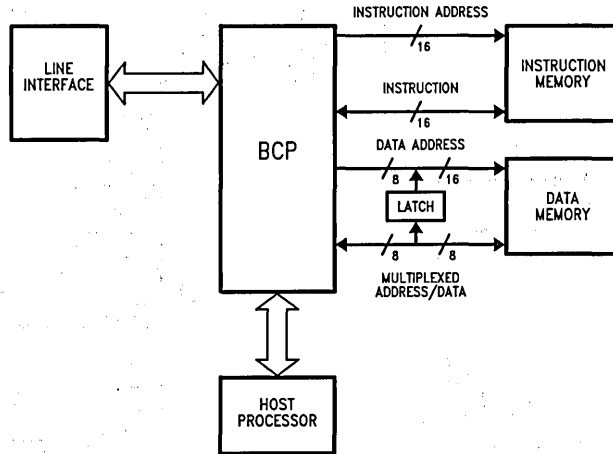 INSTRUCTION ADDRESS
16
LINE
INTERFACE
INSTRUCTION
MEMORY
INSTRUCTION
16
BCP
DATA ADDRESS
8
16
LATCH
DATA
MEMORY
8
8
MULTIPLEXED
ADDRESS/DATA
HOST
PROCESSOR